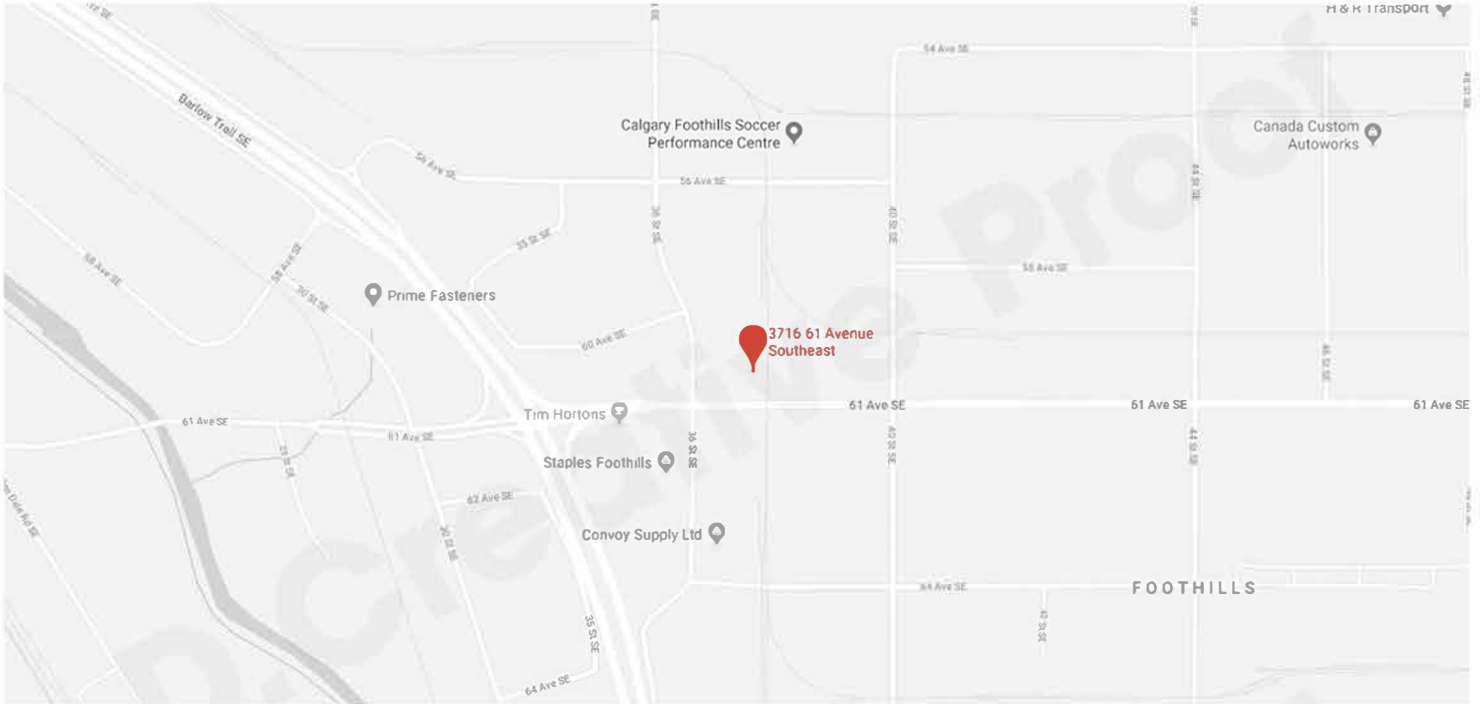 H & R Transport
54 Ave SE
Barlow Trail SE
48 St SE
Calgary Foothills Soccer
Performance Centre
Canada Custom
Autoworks
56 Ave SE
56 Ave SE
44 St SE
36 St SE
40 St SE
33 St SE
58 Ave SE
58 Ave SE
58 Ave SE
30 St SE
Prime Fasteners
3716 61 Avenue
Southeast
60 Ave SE
46 St SE
61 Ave SE
61 Ave SE
61 Ave SE
Tim Hortons
61 Ave SE
61 Ave SE
36 St SE
40 St SE
44 St SE
Staples Foothills
62 Ave SE
Convoy Supply Ltd
30 St SE
64 Ave SE
FOOTHILLS
35 St SE
42 St SE
64 Ave SE
D.Creative Proof